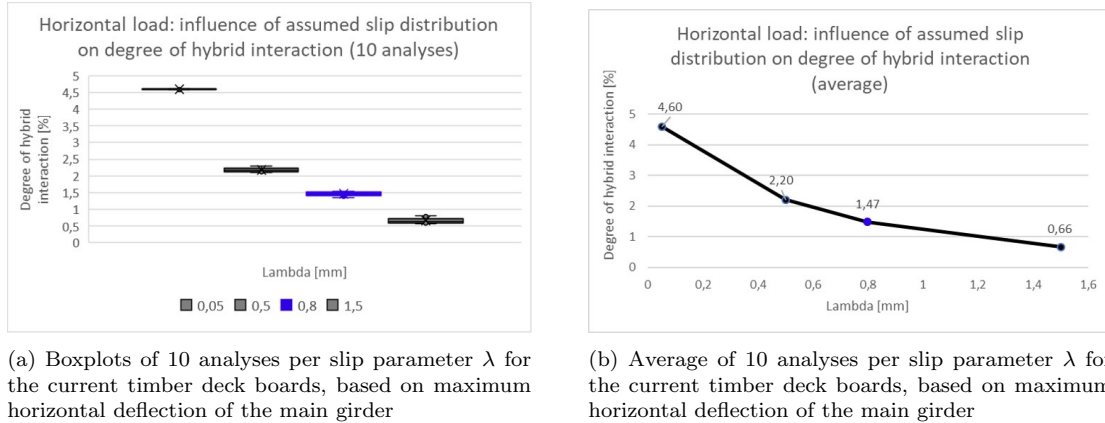 Horizontal load: influence of assumed slip distribution
on degree of hybrid interaction (10 analyses)
Degree of hybrid
interaction [%]
5
4,5
4
3,5
3
2,5
2
1,5
1
0,5
0
Lambda [mm]
0,05 0,5 0,8 1,5
(a) Boxplots of 10 analyses per slip parameter λ for
the current timber deck boards, based on maximum
horizontal deflection of the main girder
Horizontal load: influence of assumed slip
distribution on degree of hybrid interaction
(average)
Degree of hybrid interaction [%]
5
4
3
2
1
0
4,60
2,20
1,47
0,66
0 0,2 0,4 0,6 0,8 1 1,2 1,4 1,6
Lambda [mm]
(b) Average of 10 analyses per slip parameter λ for
the current timber deck boards, based on maximum
horizontal deflection of the main girder